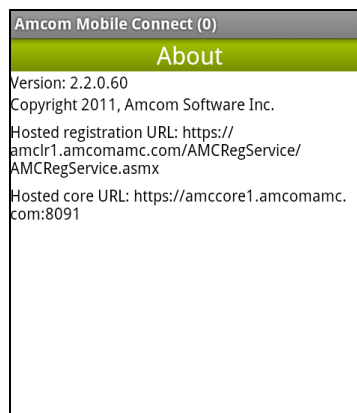 Amcom Mobile Connect (0)
About
Version: 2.2.0.60
Copyright 2011, Amcom Software Inc.
Hosted registration URL: https://
amclr1.amcomamc.com/AMCRegService/
AMCRegService.asmx
Hosted core URL: https://amccore1.amcomamc.
com:8091